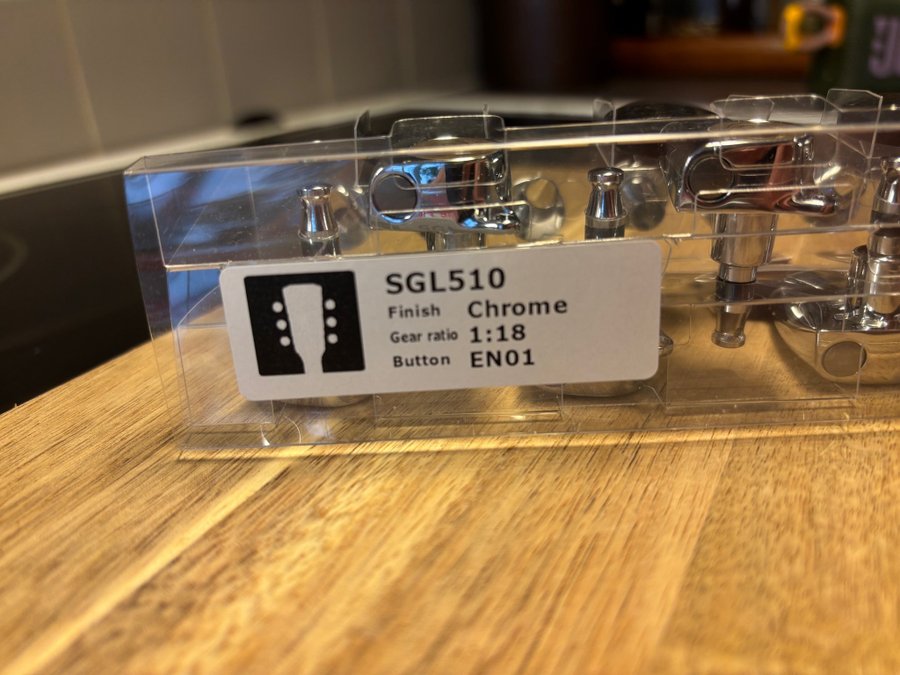 SGL510
Finish Chrome
Gear ratio 1:18
Button EN01